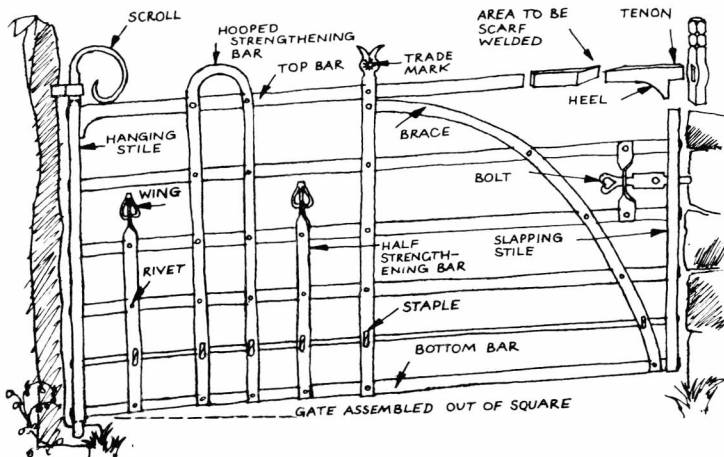 SCROLL
HOOPED
STRENGTHENING
BAR
TOP BAR
TRADE
MARK
AREA TO BE
SCARF
WELDED
TENON
HEEL
HANGING
STILE
BRACE
BOLT
WING
RIVET
HALF
STRENGTH-
ENING BAR
SLAPPING
STILE
STAPLE
BOTTOM BAR
GATE ASSEMBLED OUT OF SQUARE